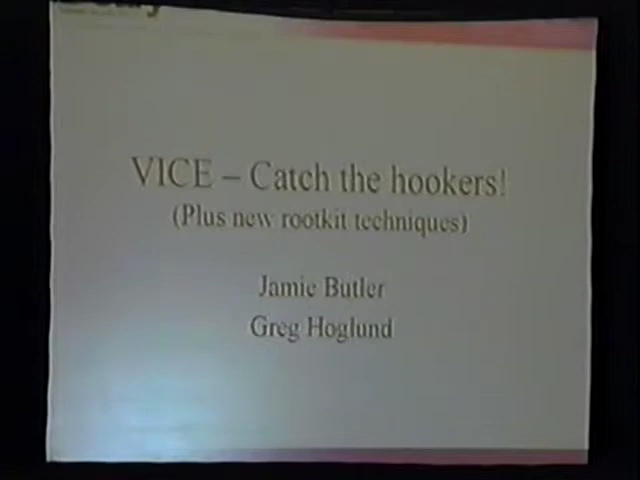 VICE – Catch the hookers!
(Plus new rootkit techniques)
Jamie Butler
Greg Hoglund